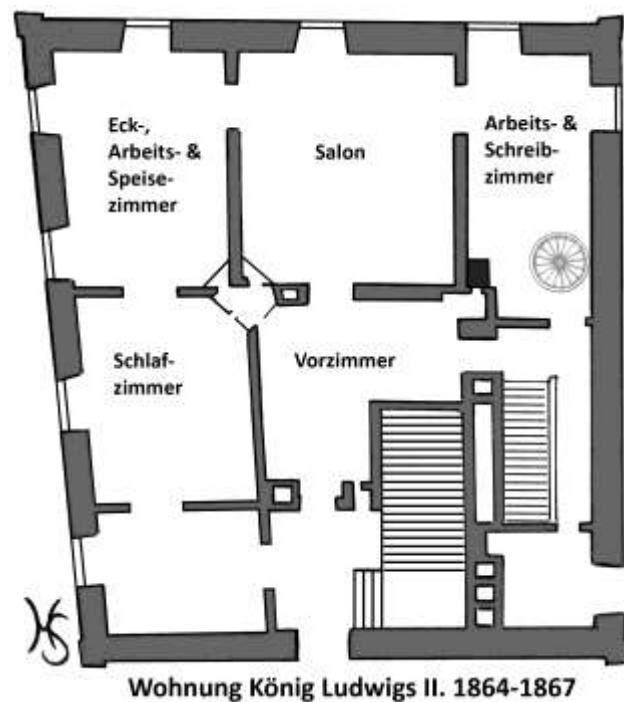 Eck-,
Arbeits- &
Speise-
zimmer
Salon
Arbeits- &
Schreib-
zimmer
Schlaf-
zimmer
Vorzimmer
Wohnung König Ludwigs II. 1864-1867